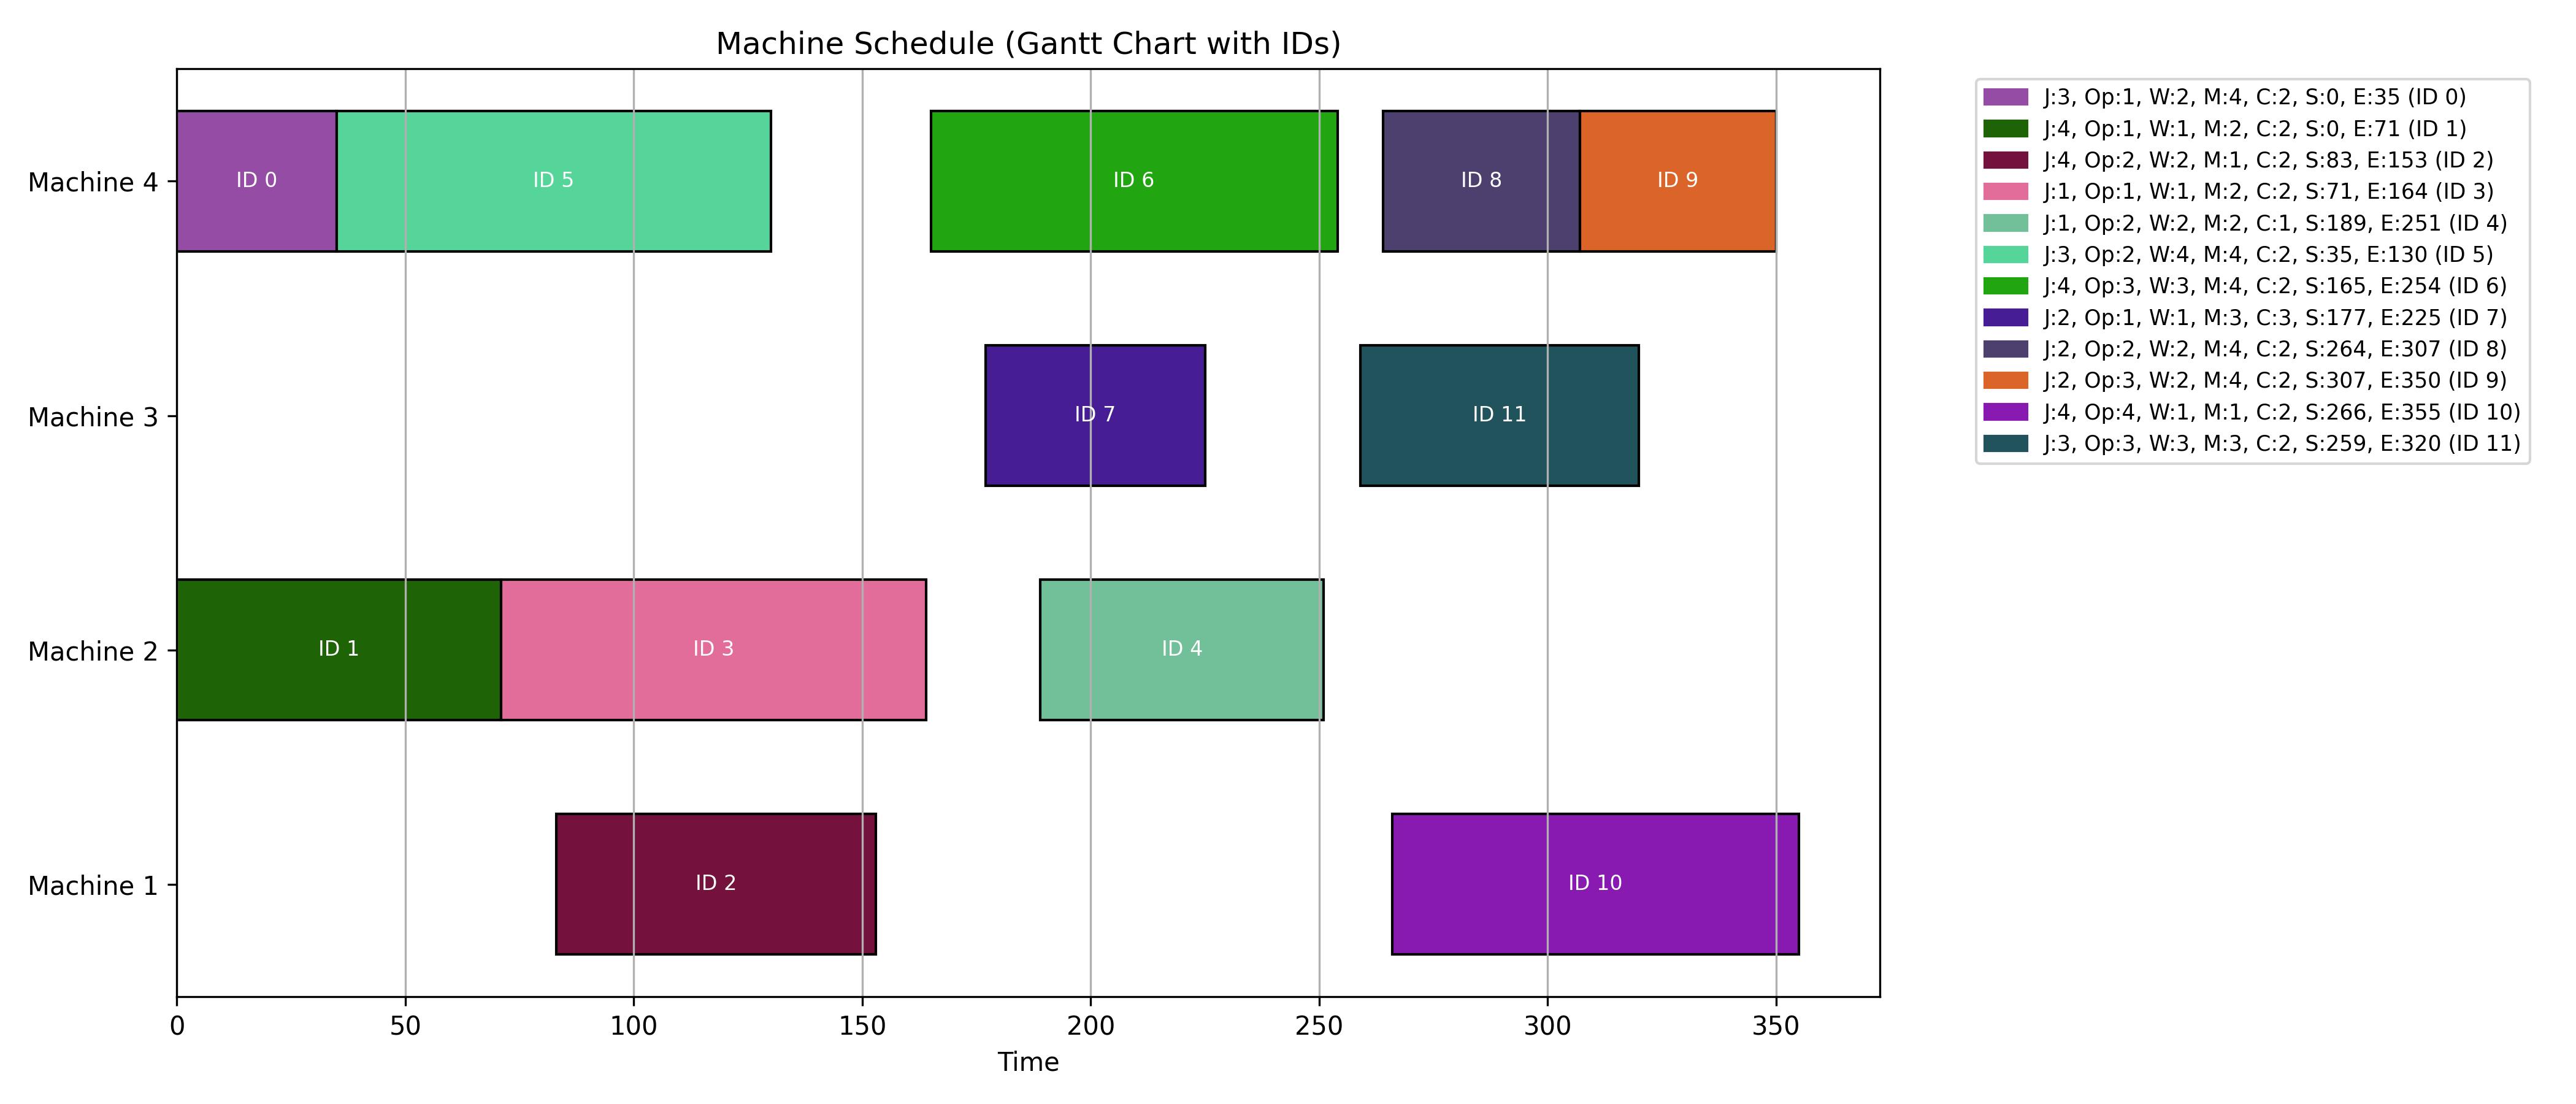 Machine Schedule (Gantt Chart with IDs)
Machine 4
Machine 3
Machine 2
Machine 1
ID 0
ID 5
ID 6
ID 8
ID 9
ID 7
ID 11
ID 1
ID 3
ID 4
ID 2
ID 10
0 50 100 150 200 250 300 350
Time
J:3, Op:1, W:2, M:4, C:2, S:0, E:35 (ID 0)
J:4, Op:1, W:1, M:2, C:2, S:0, E:71 (ID 1)
J:4, Op:2, W:2, M:1, C:2, S:83, E:153 (ID 2)
J:1, Op:1, W:1, M:2, C:2, S:71, E:164 (ID 3)
J:1, Op:2, W:2, M:2, C:1, S:189, E:251 (ID 4)
J:3, Op:2, W:4, M:4, C:2, S:35, E:130 (ID 5)
J:4, Op:3, W:3, M:4, C:2, S:165, E:254 (ID 6)
J:2, Op:1, W:1, M:3, C:3, S:177, E:225 (ID 7)
J:2, Op:2, W:2, M:4, C:2, S:264, E:307 (ID 8)
J:2, Op:3, W:2, M:4, C:2, S:307, E:350 (ID 9)
J:4, Op:4, W:1, M:1, C:2, S:266, E:355 (ID 10)
J:3, Op:3, W:3, M:3, C:2, S:259, E:320 (ID 11)